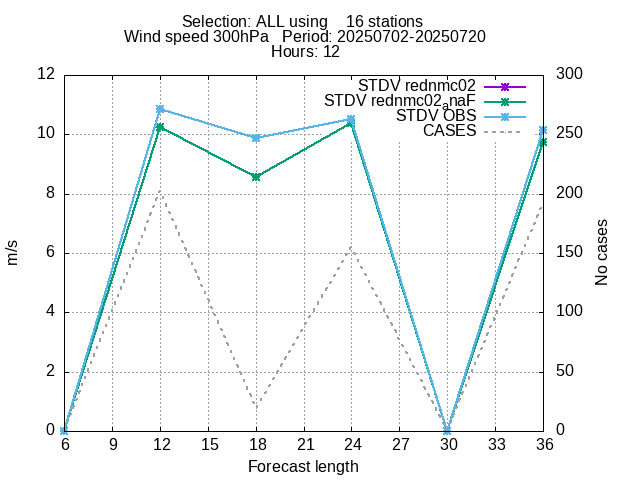 Selection: ALL using    16 stations
Wind speed 300hPa   Period: 20250702-20250720
Hours: 12
STDV rednmc02
STDV rednmc02_anaF
STDV OBS
CASES
12
10
8
6
4
2
0
300
250
200
150
100
50
0
m/s
No cases
6 9 12 15 18 21 24 27 30 33 36
Forecast length